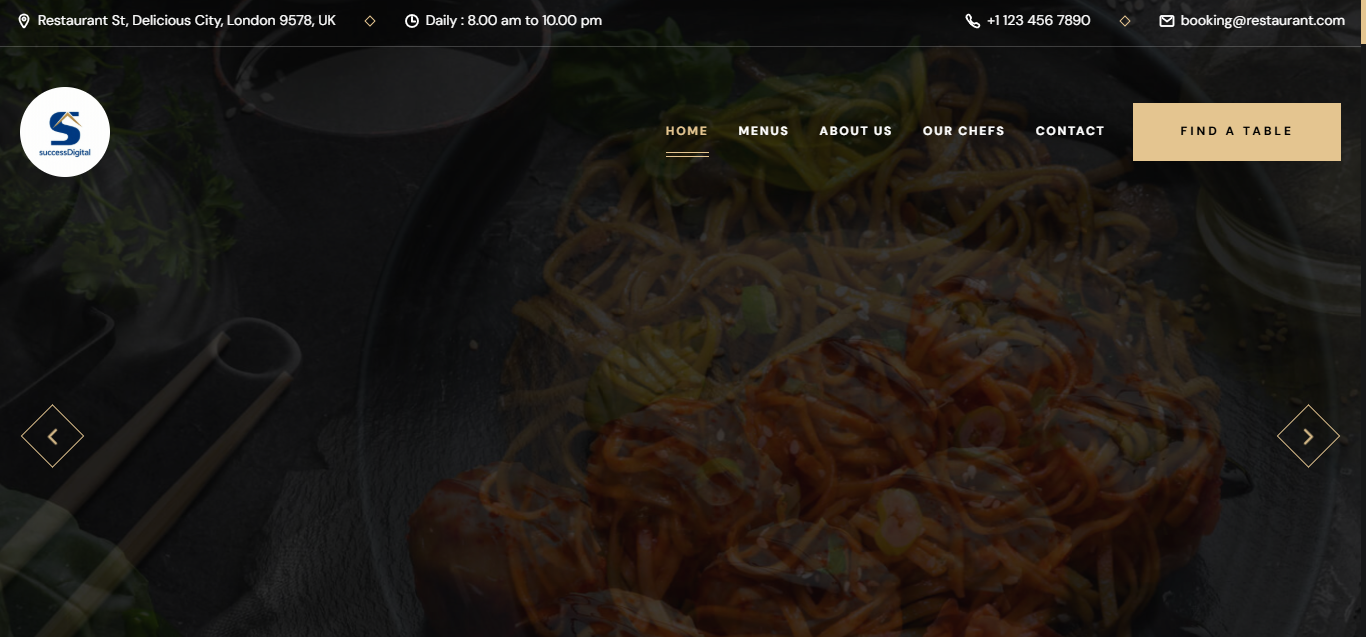 Restaurant St, Delicious City, London 9578, UK
Daily : 8.00 am to 10.00 pm
+1 123 456 7890
booking@restaurant.com
successDigital
HOME
MENUS
ABOUT US
OUR CHEFS
CONTACT
FIND A TABLE